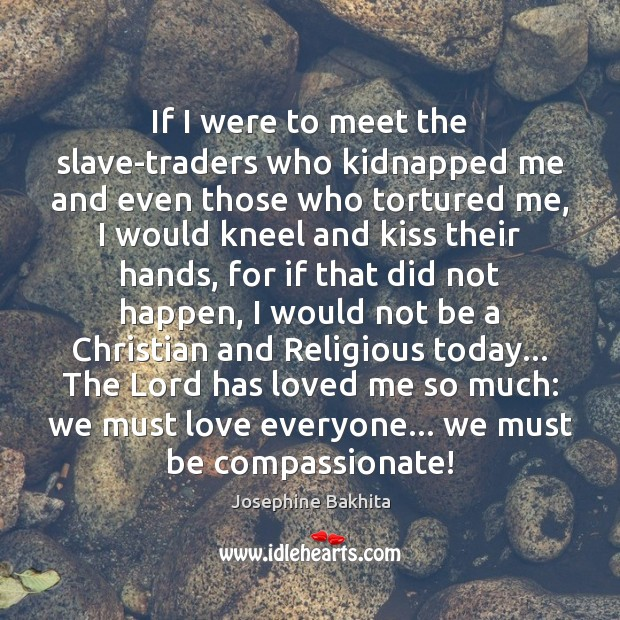 If I were to meet the
slave-traders who kidnapped me
and even those who tortured me,
I would kneel and kiss their
hands, for if that did not
happen, I would not be a
Christian and Religious today...
The Lord has loved me so much:
we must love everyone... we must
be compassionate!
Josephine Bakhita
www.idlehearts.com